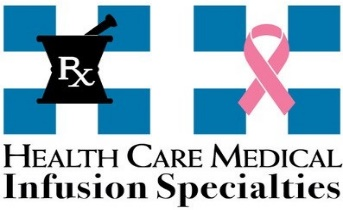 Rx
HEALTH CARE MEDICAL
Infusion Specialties